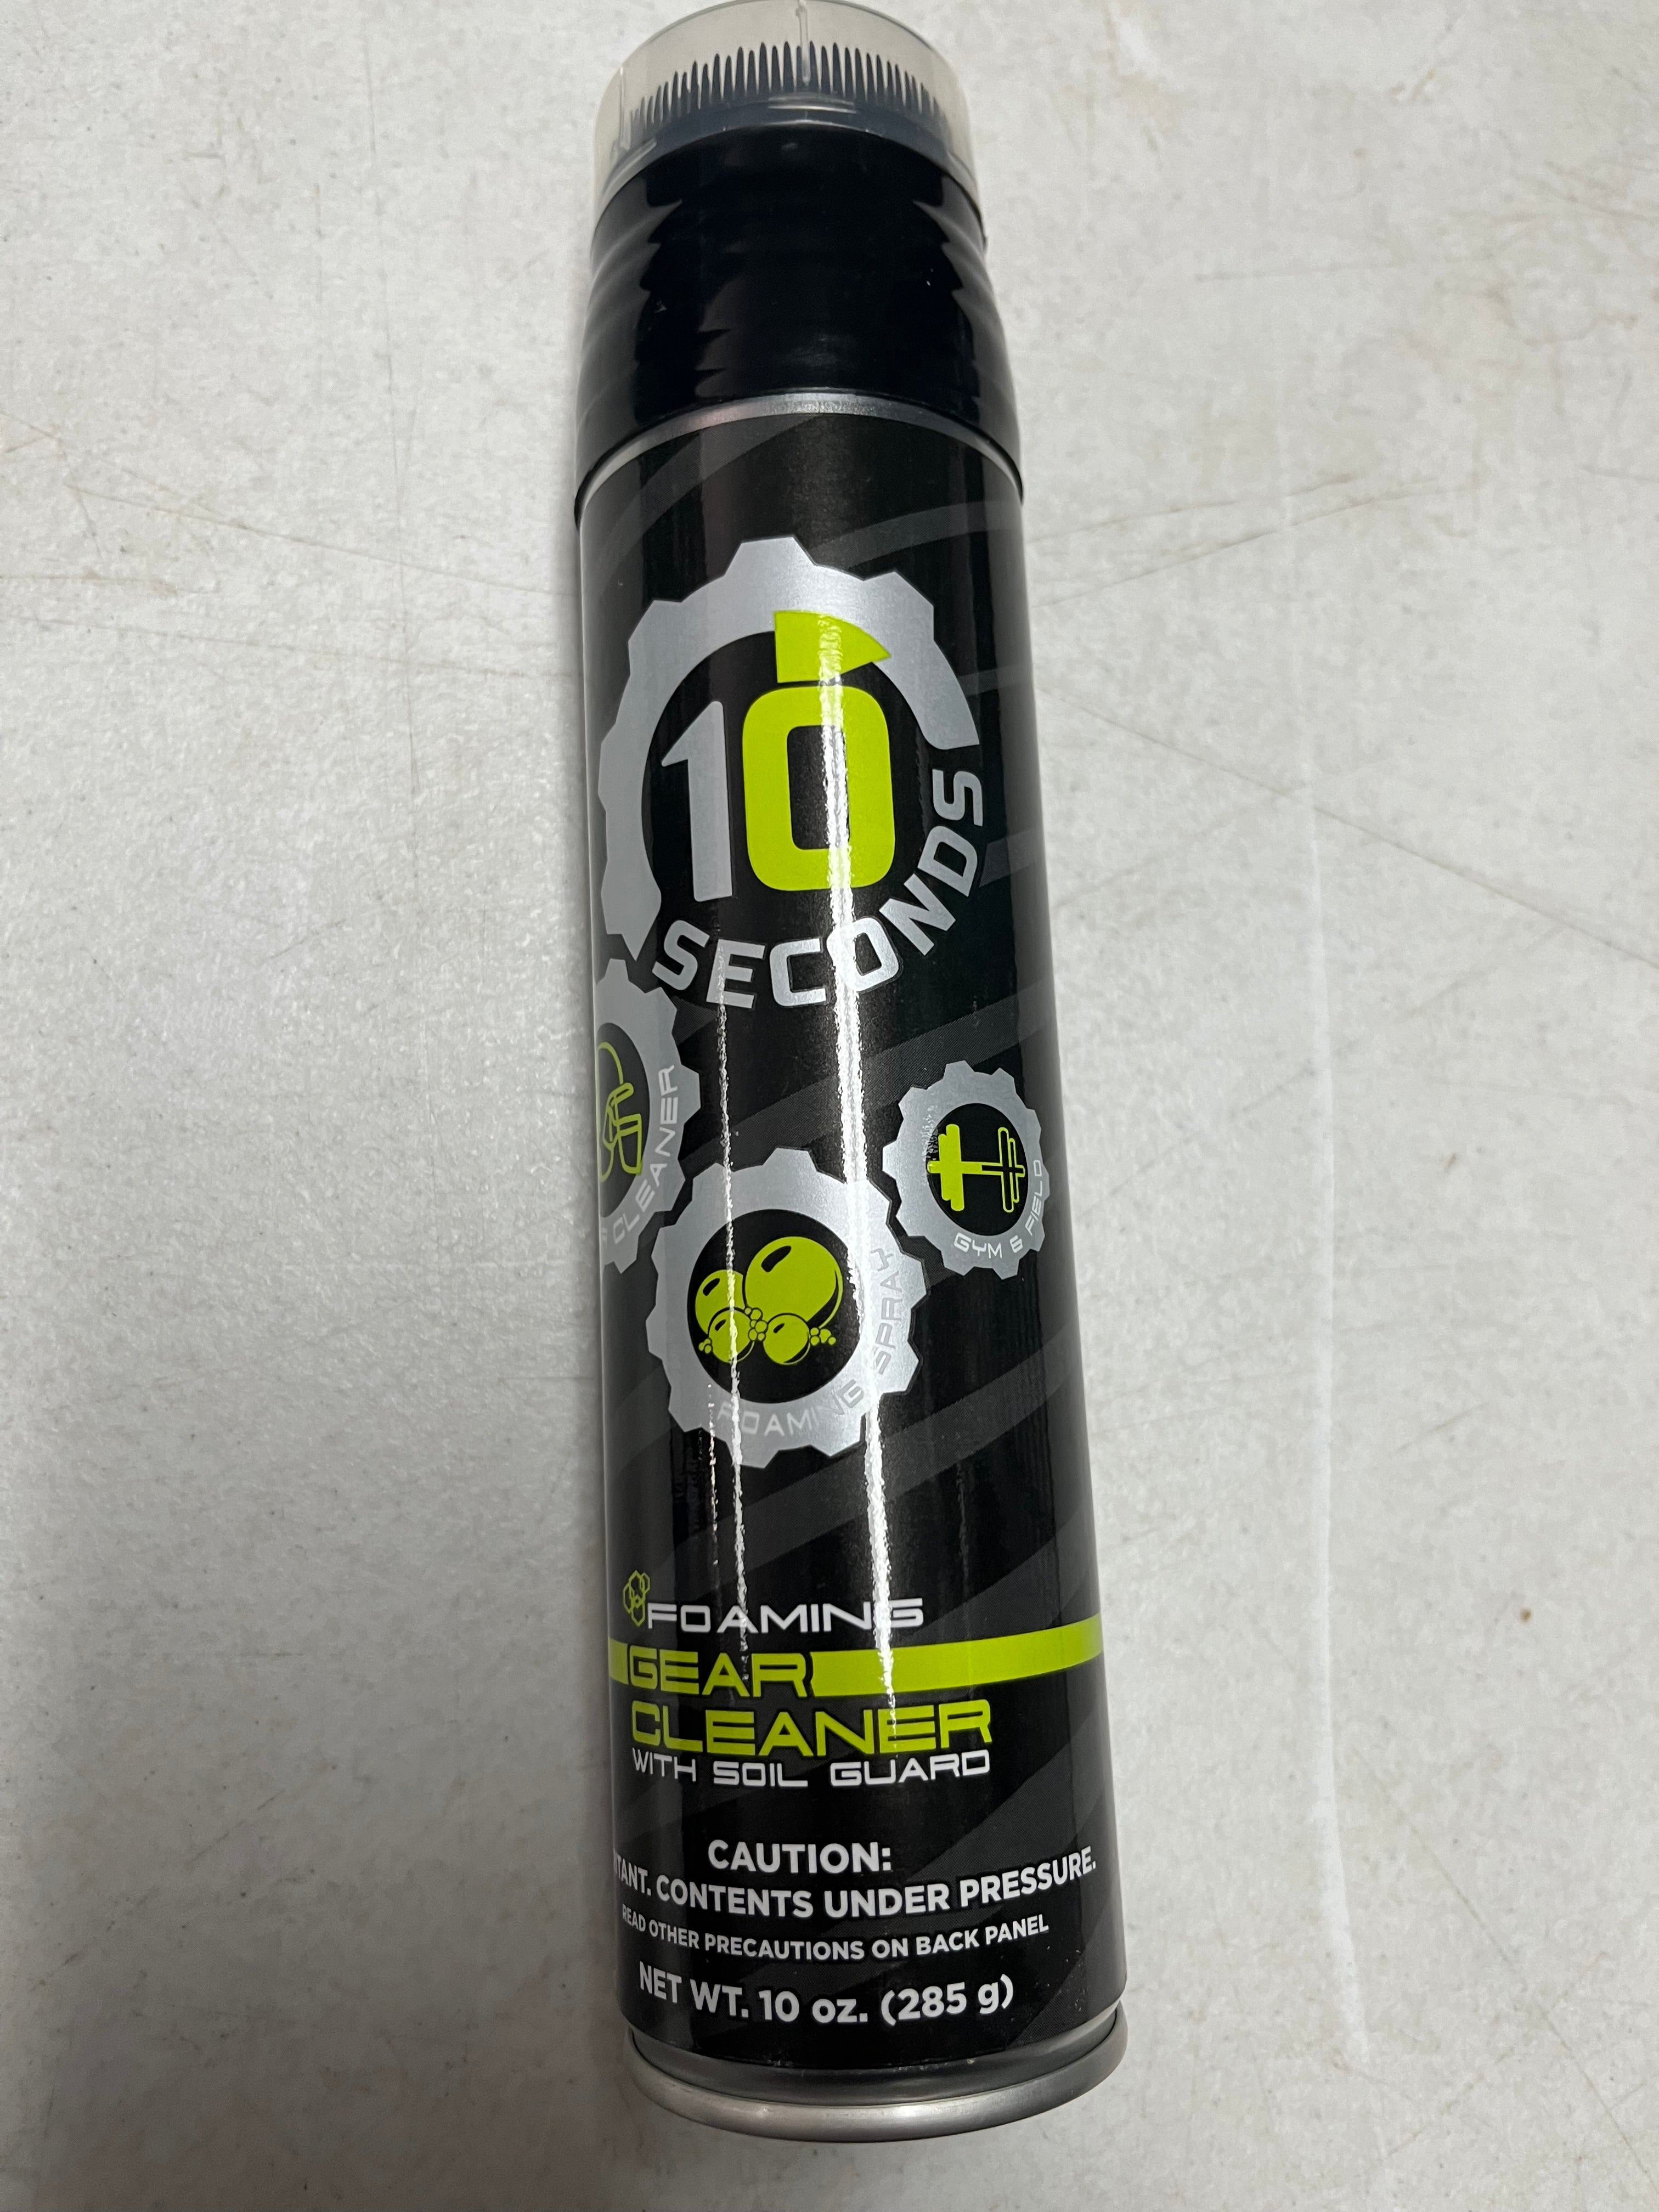 10
SECONDS
CLEANER
GYM & FIELD
FOAMING SPRAY
FOAMING
GEAR
CLEANER
WITH SOIL GUARD
CAUTION:
CONTENTS UNDER PRESSURE.
READ OTHER PRECAUTIONS ON BACK PANEL
NET WT. 10 oz. (285 g)